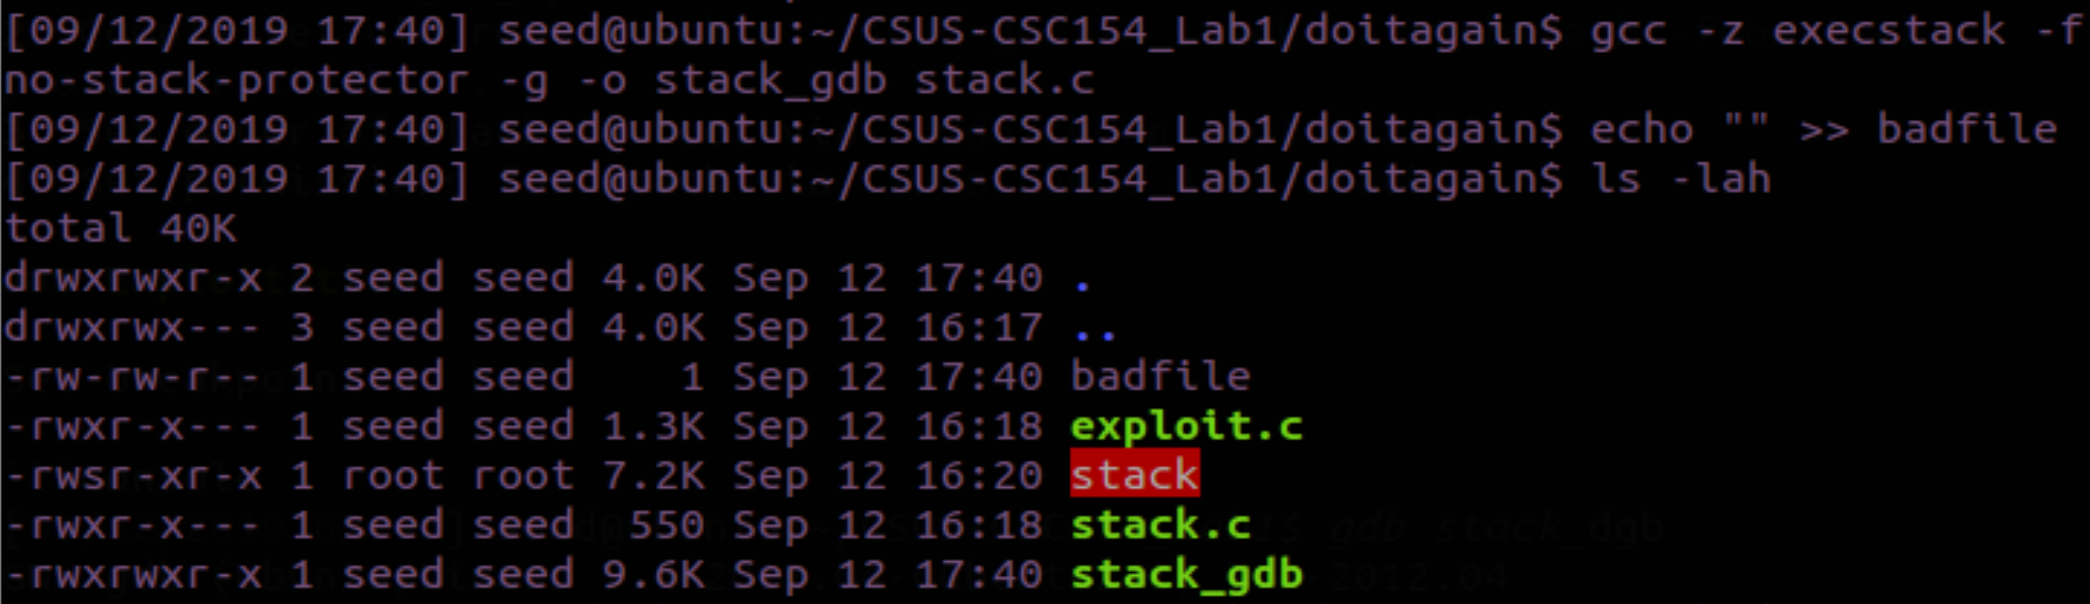 [09/12/2019 17:40] seed@ubuntu:~/CSUS-CSC154_Lab1/doitagain$ gcc -z execstack -f
no-stack-protector -g -o stack_gdb stack.c
[09/12/2019 17:40] seed@ubuntu:~/CSUS-CSC154_Lab1/doitagain$ echo "" >> badfile
[09/12/2019 17:40] seed@ubuntu:~/CSUS-CSC154_Lab1/doitagain$ ls -lah
total 40K
drwxrwxr-x 2 seed seed 4.0K Sep 12 17:40 .
drwxrwx--- 3 seed seed 4.0K Sep 12 16:17 ..
-rw-rw-r-- 1 seed seed    1 Sep 12 17:40 badfile
-rwxr-x--- 1 seed seed 1.3K Sep 12 16:18 exploit.c
-rwsr-xr-x 1 root root 7.2K Sep 12 16:20 stack
-rwxr-x--- 1 seed seed  550 Sep 12 16:18 stack.c
-rwxrwxr-x 1 seed seed 9.6K Sep 12 17:40 stack_gdb